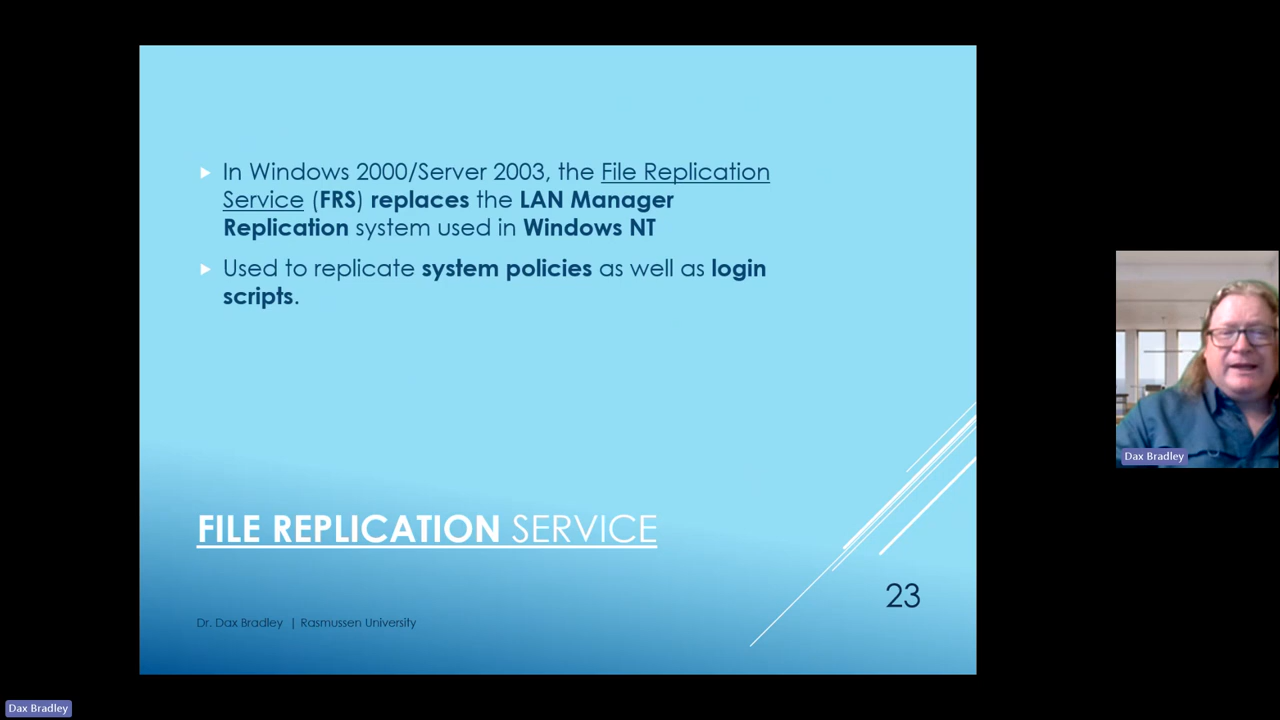 In Windows 2000/Server 2003, the File Replication
Service (FRS) replaces the LAN Manager
Replication system used in Windows NT
Used to replicate system policies as well as login
scripts.
FILE REPLICATION SERVICE
23
Dr. Dax Bradley | Rasmussen University
Dax Bradley
Dax Bradley